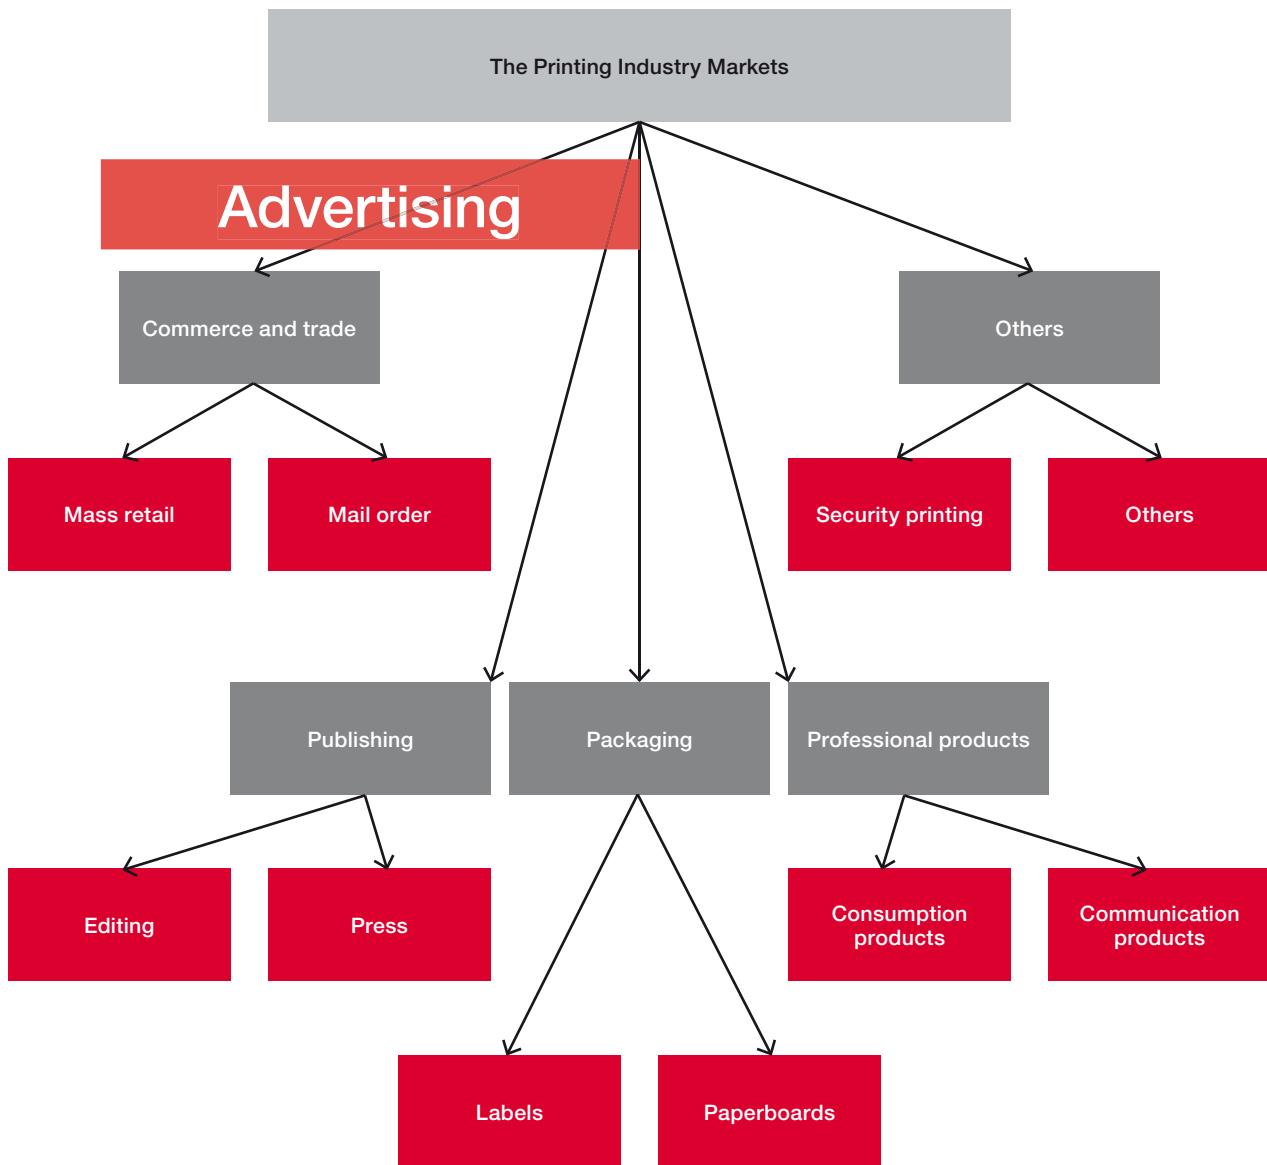 The Printing Industry Markets
Advertising
Commerce and trade
Others
Mass retail
Mail order
Security printing
Others
Publishing
Packaging
Professional products
Editing
Press
Consumption
products
Communication
products
Labels
Paperboards